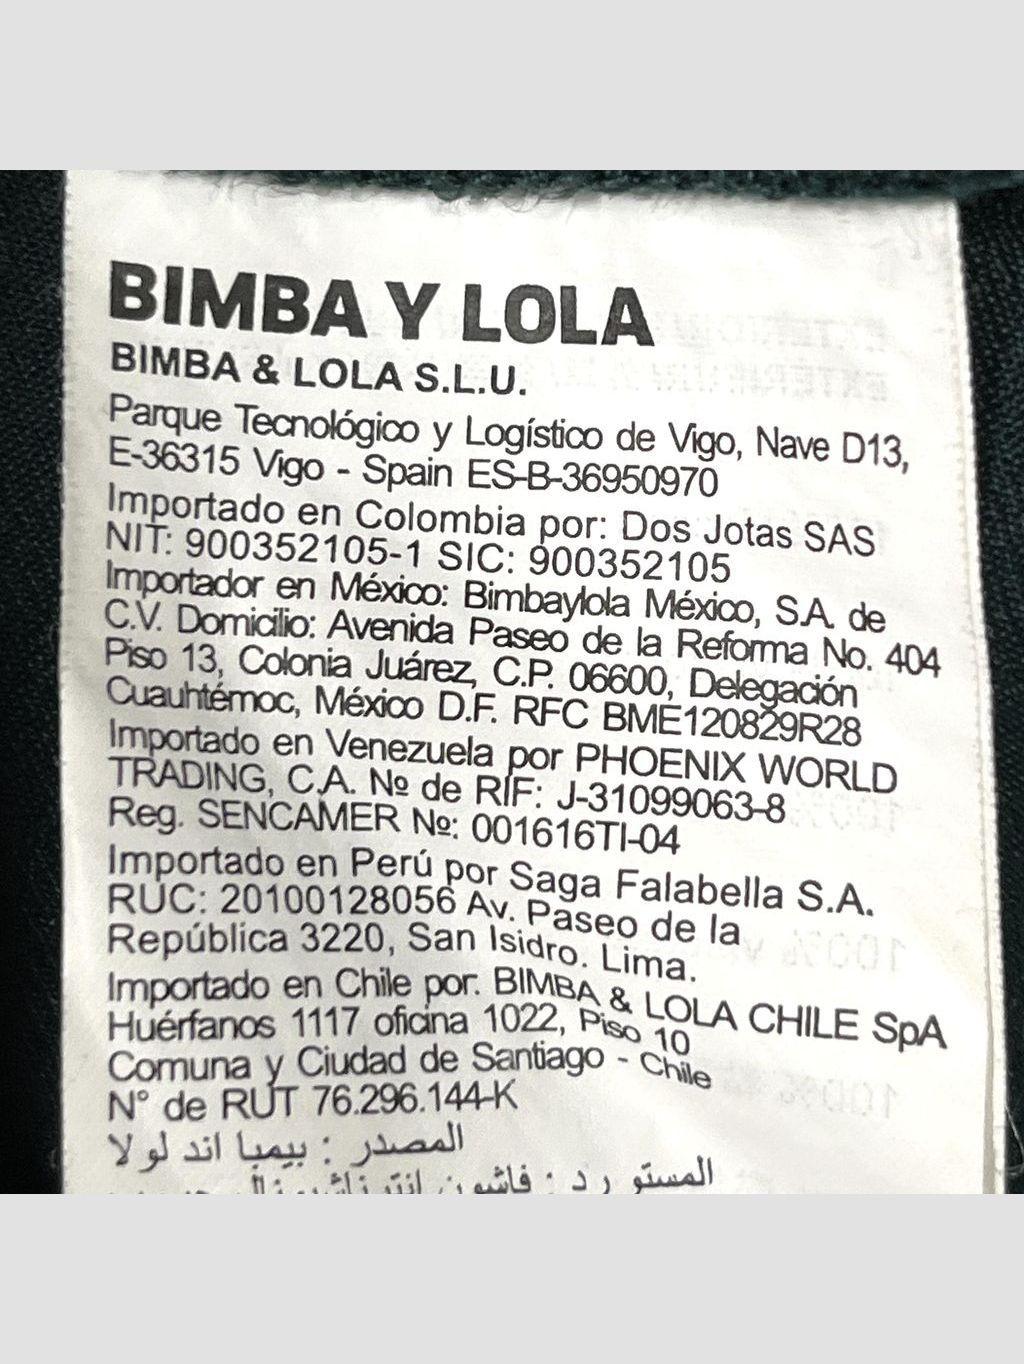 BIMBA Y LOLA
BIMBA & LOLA S.L.U.
Parque Tecnológico y Logístico de Vigo, Nave D13,
E-36315 Vigo - Spain ES-B-36950970
Importado en Colombia por: Dos Jotas SAS
NIT: 900352105-1 SIC: 900352105
Importador en México: Bimbaylola México, S.A. de
C.V. Domicilio: Avenida Paseo de la Reforma No. 404
Piso 13, Colonia Juárez, C.P. 06600, Delegación
Cuauhtémoc, México D.F. RFC BME120829R28
Importado en Venezuela por PHOENIX WORLD
TRADING, C.A. Nº de RIF: J-31099063-8
Reg. SENCAMER Nº: 001616TI-04
Importado en Perú por Saga Falabella S.A.
RUC: 20100128056 Av. Paseo de la
República 3220, San Isidro. Lima.
Importado en Chile por. BIMBA & LOLA CHILE SpA
Huérfanos 1117 oficina 1022, Piso 10
Comuna y Ciudad de Santiago - Chile
N° de RUT 76.296.144-K
المصدر : بيمبا اند لولا
المستورد : فاشون